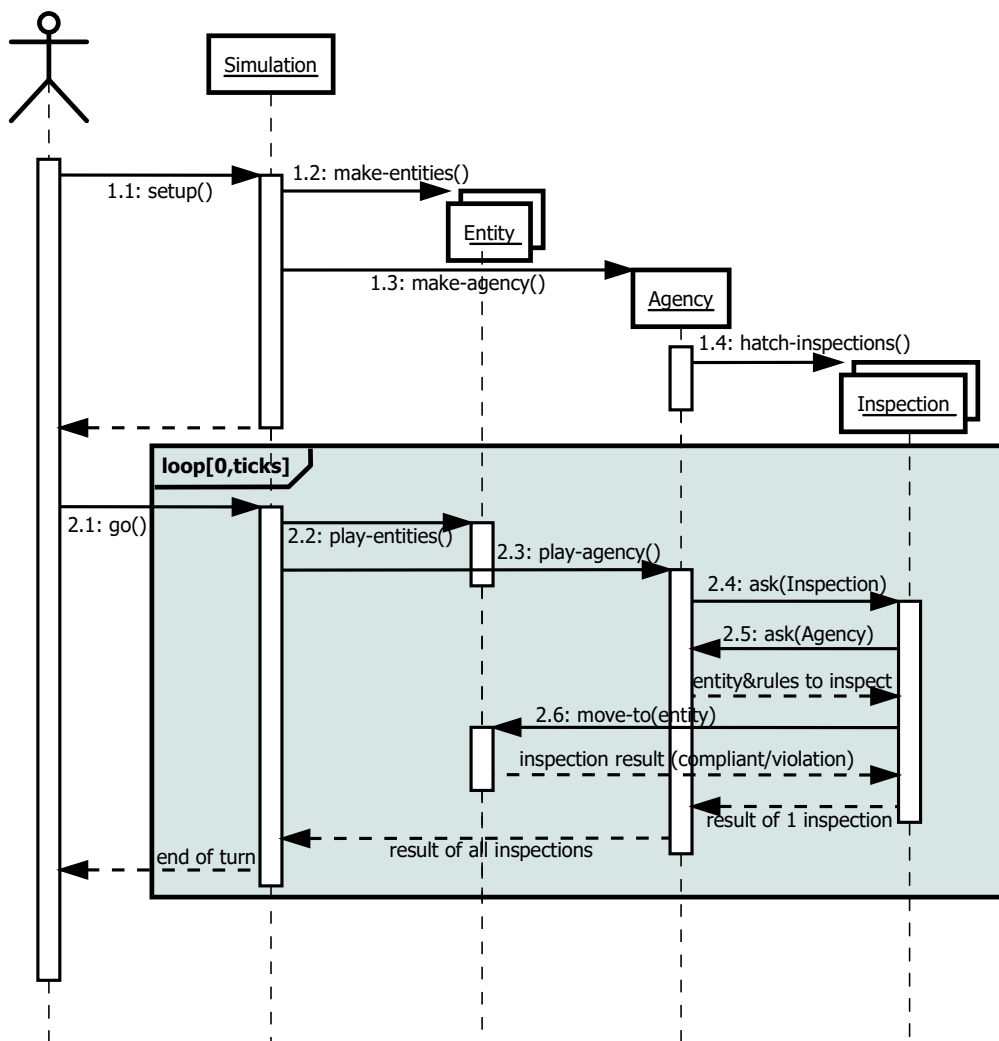 Simulation
1.1: setup()
1.2: make-entities()
Entity
1.3: make-agency()
Agency
1.4: hatch-inspections()
Inspection
loop[0,ticks]
2.1: go()
2.2: play-entities()
2.3: play-agency()
2.4: ask(Inspection)
2.5: ask(Agency)
entity&rules to inspect
2.6: move-to(entity)
inspection result (compliant/violation)
result of 1 inspection
result of all inspections
end of turn